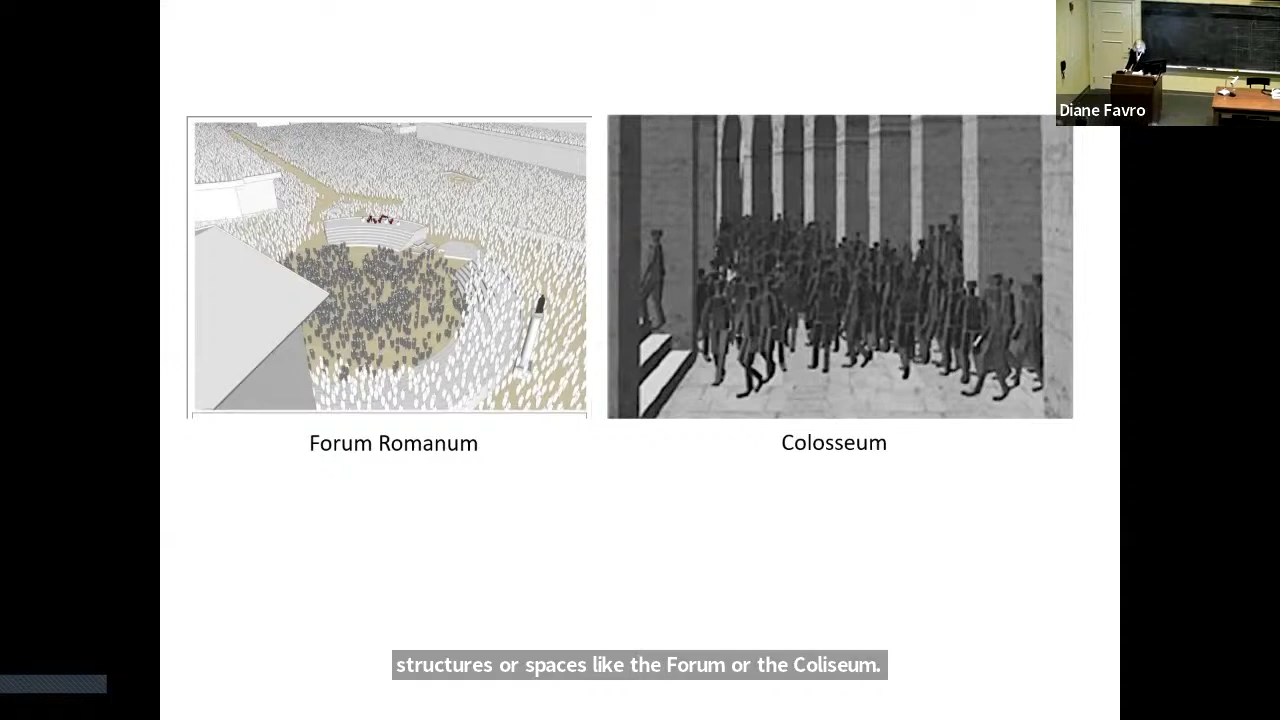 Diane Favro
Forum Romanum
Colosseum
structures or spaces like the Forum or the Coliseum.